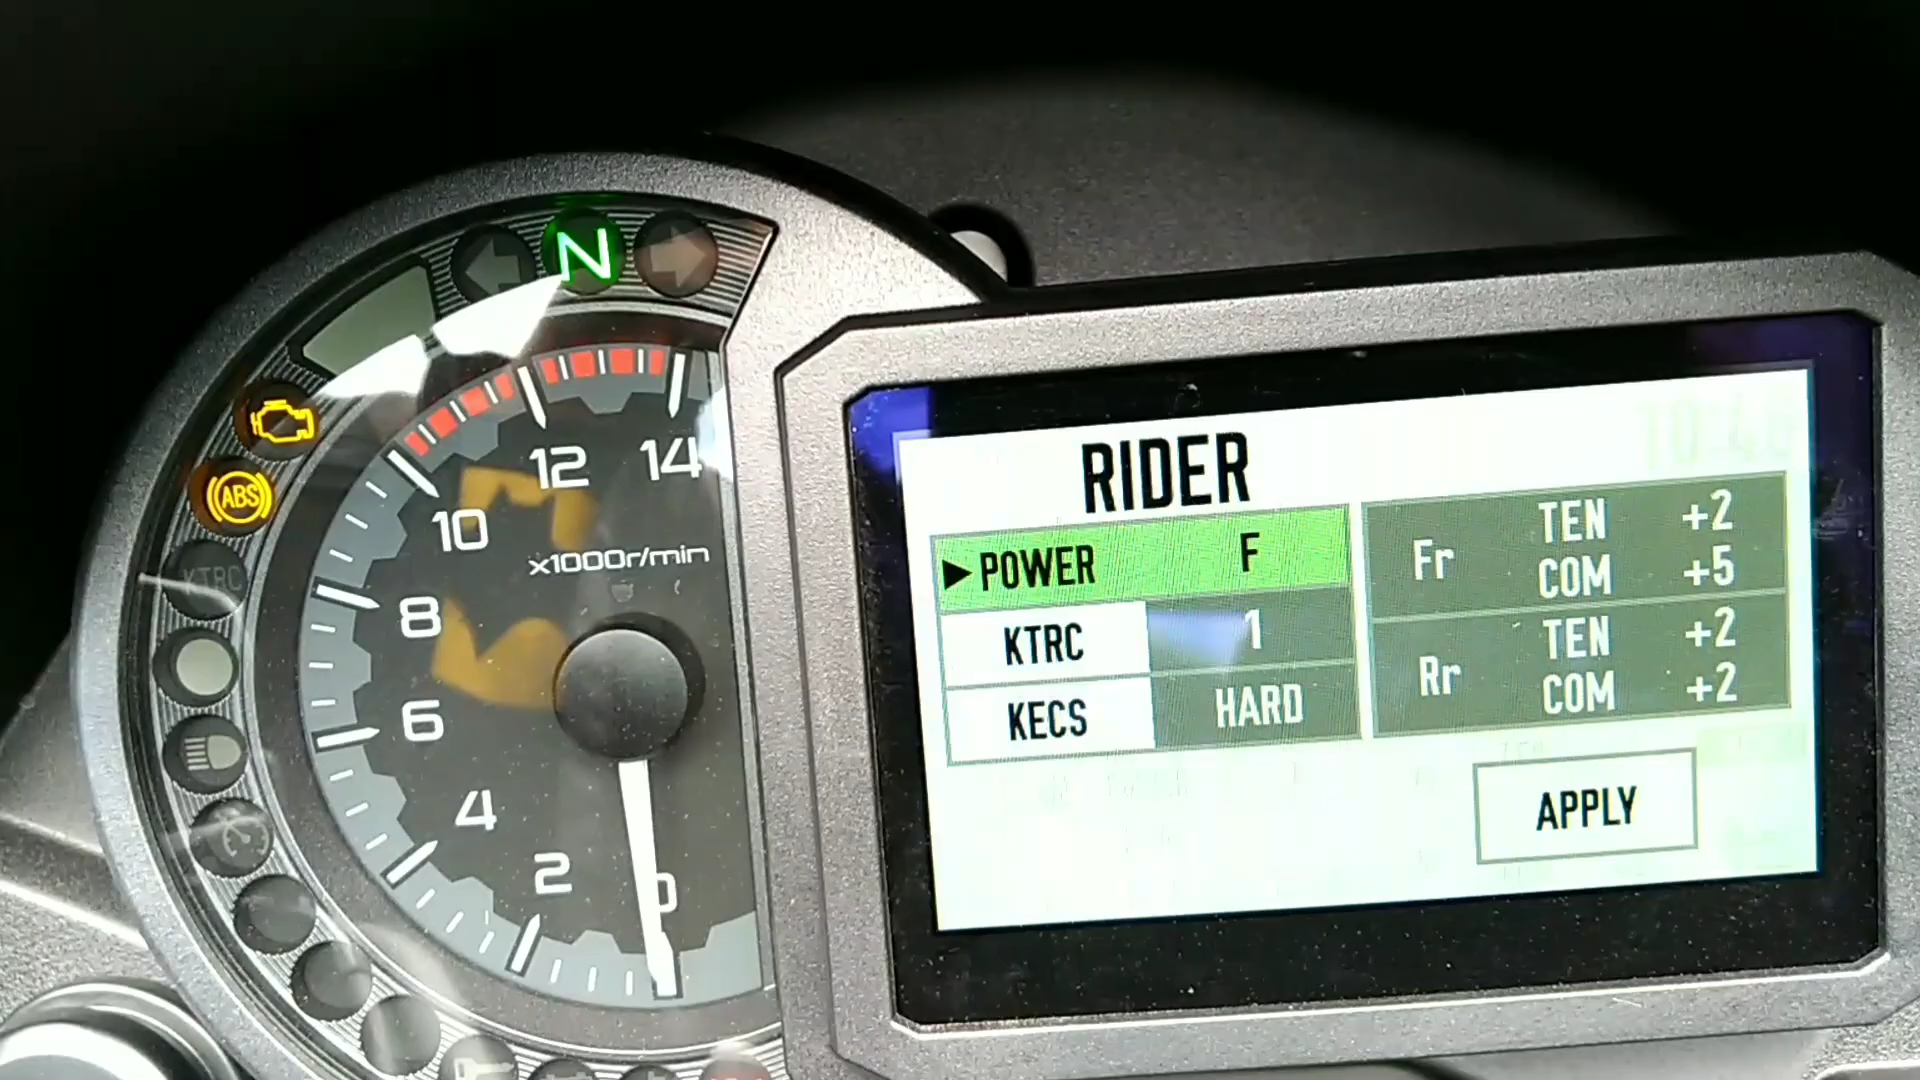 N
ABS
KTRC
14
12
10
x1000r/min
8
6
4
2
0
RIDER
POWER F
KTRC 1
KECS HARD
Fr TEN +2
COM +5
Rr TEN +2
COM +2
APPLY